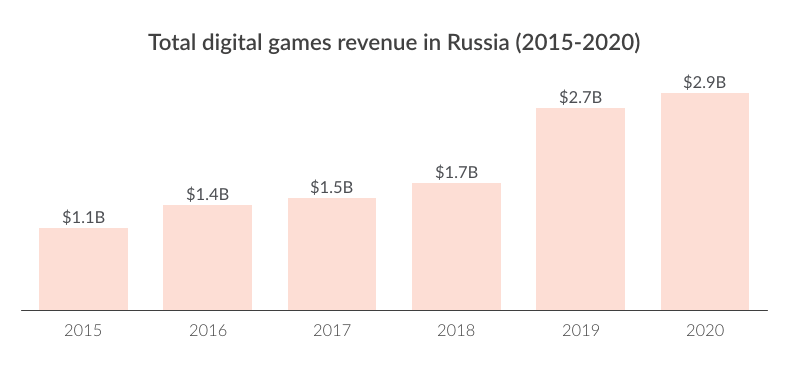 Total digital games revenue in Russia (2015-2020)
$1.1B
$1.4B
$1.5B
$1.7B
$2.7B
$2.9B
2015
2016
2017
2018
2019
2020